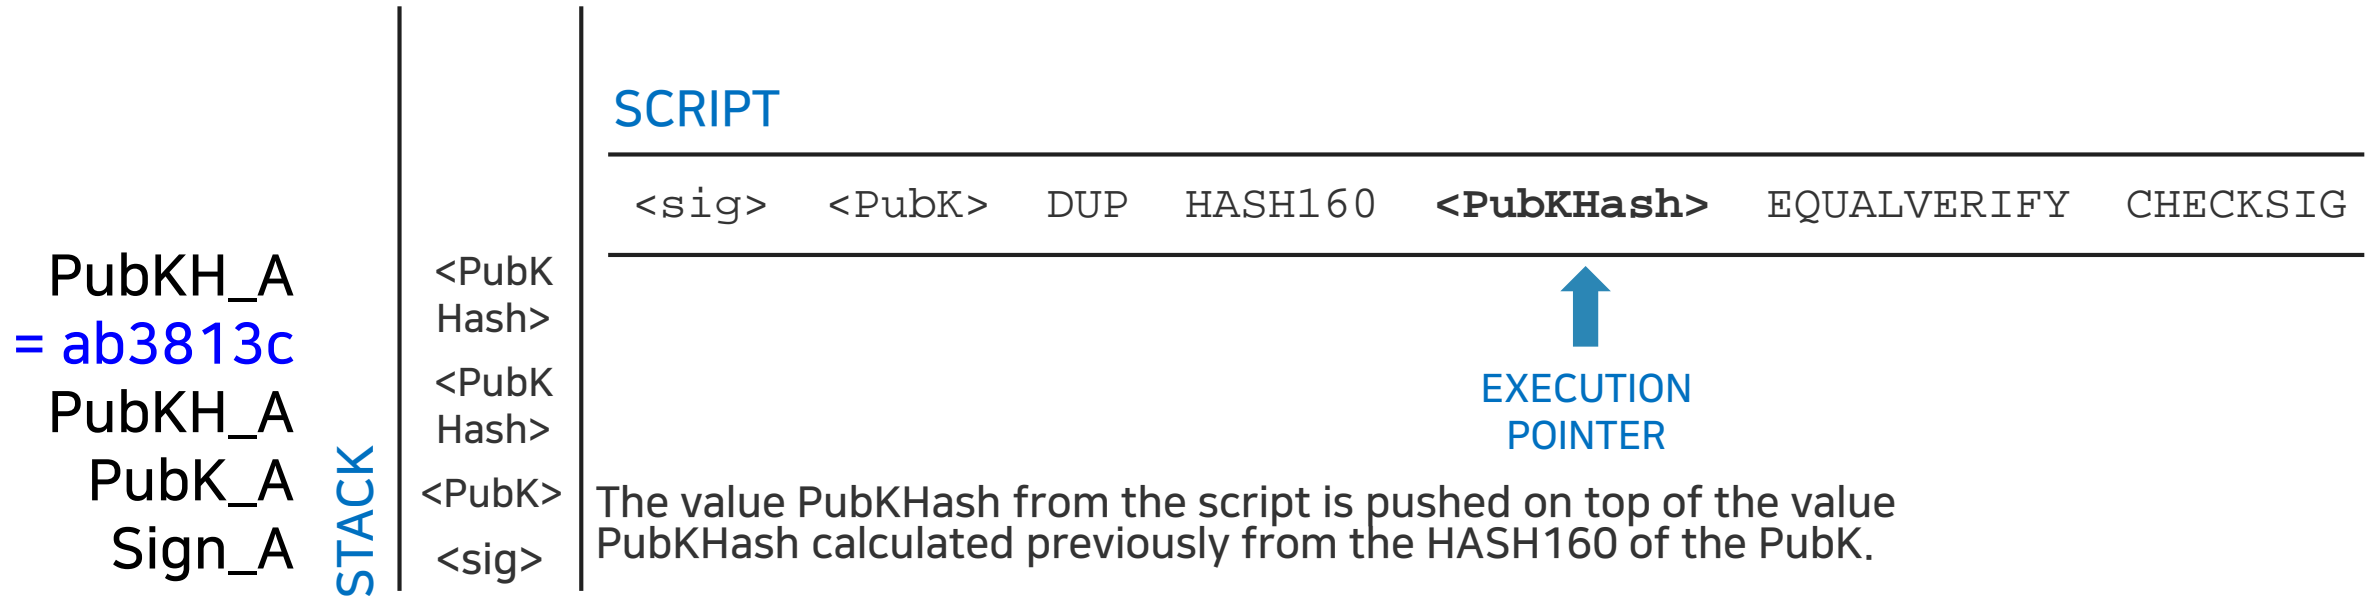 SCRIPT
<sig> <PubK> DUP HASH160 <PubKHash> EQUALVERIFY CHECKSIG
PubKH_A
= ab3813c
PubKH_A
PubK_A
Sign_A
STACK
<PubK
Hash>
<PubK
Hash>
<PubK>
<sig>
EXECUTION
POINTER
The value PubKHash from the script is pushed on top of the value
PubKHash calculated previously from the HASH160 of the PubK.